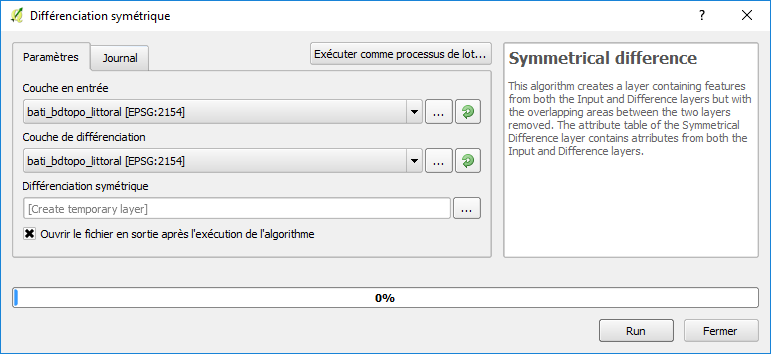 Différenciation symétrique
Paramètres
Journal
Exécuter comme processus de lot...
Couche en entrée
bati_bdtopo_littoral [EPSG:2154]
...
Couche de différenciation
bati_bdtopo_littoral [EPSG:2154]
...
Différenciation symétrique
[Create temporary layer]
...
Ouvrir le fichier en sortie après l'exécution de l'algorithme
Symmetrical difference
This algorithm creates a layer containing features
from both the Input and Difference layers but with
the overlapping areas between the two layers
removed. The attribute table of the Symmetrical
Difference layer contains atrributes from both the
Input and Difference layers.
0%
Run
Fermer